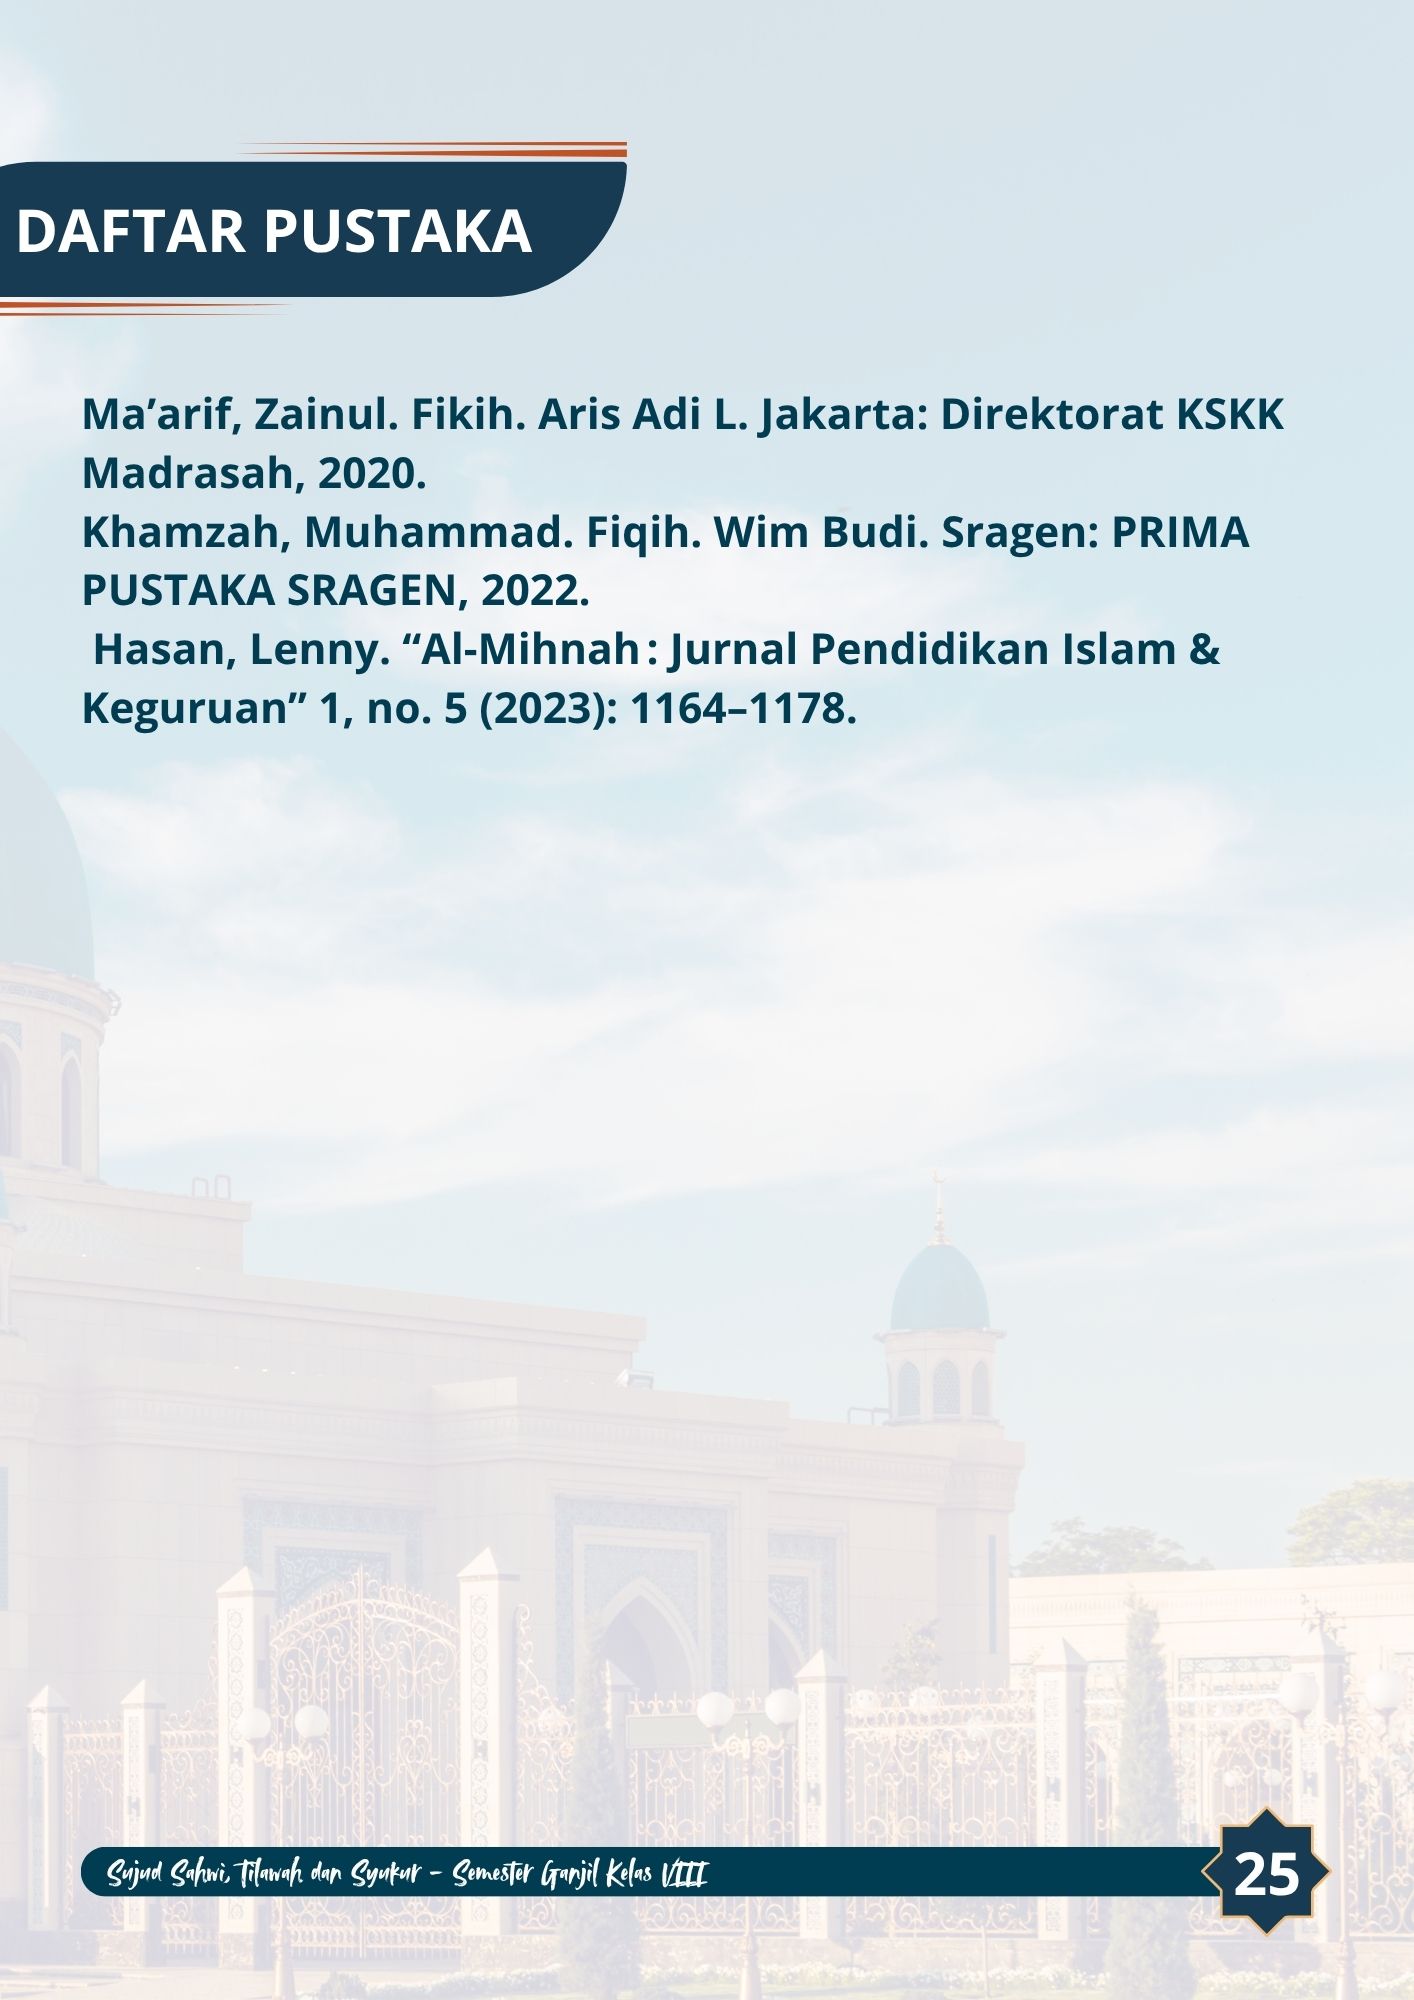 DAFTAR PUSTAKA
Ma’arif, Zainul. Fikih. Aris Adi L. Jakarta: Direktorat KSKK
Madrasah, 2020.
Khamzah, Muhammad. Fiqih. Wim Budi. Sragen: PRIMA
PUSTAKA SRAGEN, 2022.
Hasan, Lenny. “Al-Mihnah : Jurnal Pendidikan Islam &
Keguruan” 1, no. 5 (2023): 1164–1178.
Sujud Sahwi, Tilawah dan Syukur - Semester Ganjil Kelas VIII
25